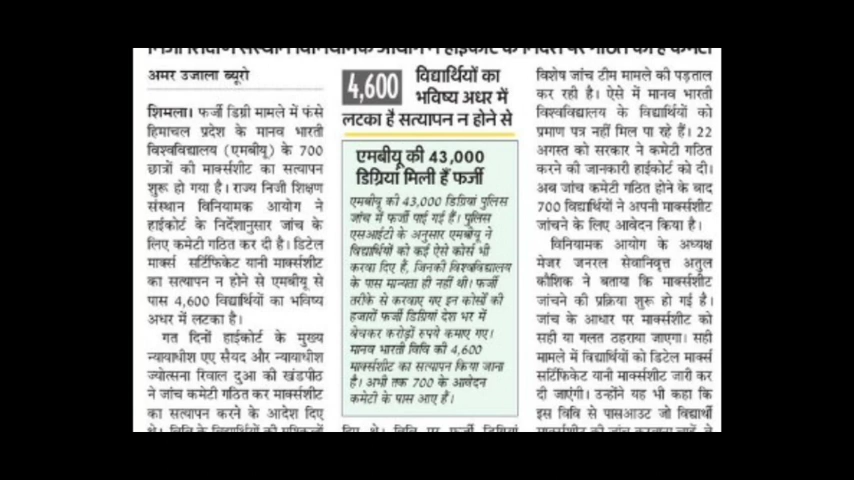 अमर उजाला ब्यूरो
शिमला। फर्जी डिग्री मामले में फंसे
हिमाचल प्रदेश के मानव भारती
विश्वविद्यालय (एमबीयू) के 700
छात्रों की मार्क्सशीट का सत्यापन
शुरू हो गया है। राज्य निजी शिक्षण
संस्थान विनियामक आयोग ने
हाईकोर्ट के निर्देशानुसार जांच के
लिए कमेटी गठित कर दी है। डिटेल
मार्क्स सर्टिफिकेट यानी मार्क्सशीट
का सत्यापन न होने से एमबीयू से
पास 4,600 विद्यार्थियों का भविष्य
अधर में लटका है।
गत दिनों हाईकोर्ट के मुख्य
न्यायाधीश एए सैयद और न्यायाधीश
ज्योत्सना रिवाल दुआ की खंडपीठ
ने जांच कमेटी गठित कर मार्क्सशीट
का सत्यापन करने के आदेश दिए
4,600 विद्यार्थियों का
भविष्य अधर में
लटका है सत्यापन न होने से
एमबीयू की 43,000
डिग्रियां मिली हैं फर्जी
एमबीयू की 43,000 डिग्रियां पुलिस
जांच में फर्जी पाई गई हैं। पुलिस
एसआईटी के अनुसार एमबीयू ने
विद्यार्थियों को कई ऐसे कोर्स भी
करवा दिए हैं, जिनकी विश्वविद्यालय
के पास मान्यता ही नहीं थी। फर्जी
तरीके से करवाए गए इन कोर्सों की
हजारों फर्जी डिग्रियां देश भर में
बेचकर करोड़ों रुपये कमाए गए।
मानव भारती विवि की 4,600
मार्क्सशीट का सत्यापन किया जाना
है। अभी तक 700 के आवेदन
कमेटी के पास आए हैं।
विशेष जांच टीम मामले की पड़ताल
कर रही है। ऐसे में मानव भारती
विश्वविद्यालय के विद्यार्थियों को
प्रमाण पत्र नहीं मिल पा रहे हैं। 22
अगस्त को सरकार ने कमेटी गठित
करने की जानकारी हाईकोर्ट को दी।
अब जांच कमेटी गठित होने के बाद
700 विद्यार्थियों ने अपनी मार्क्सशीट
जांचने के लिए आवेदन किया है।
विनियामक आयोग के अध्यक्ष
मेजर जनरल सेवानिवृत्त अतुल
कौशिक ने बताया कि मार्क्सशीट
जांचने की प्रक्रिया शुरू हो गई है।
जांच के आधार पर मार्क्सशीट को
सही या गलत ठहराया जाएगा। सही
मामले में विद्यार्थियों को डिटेल मार्क्स
सर्टिफिकेट यानी मार्क्सशीट जारी कर
दी जाएंगी। उन्होंने यह भी कहा कि
इस विवि से पासआउट जो विद्यार्थी